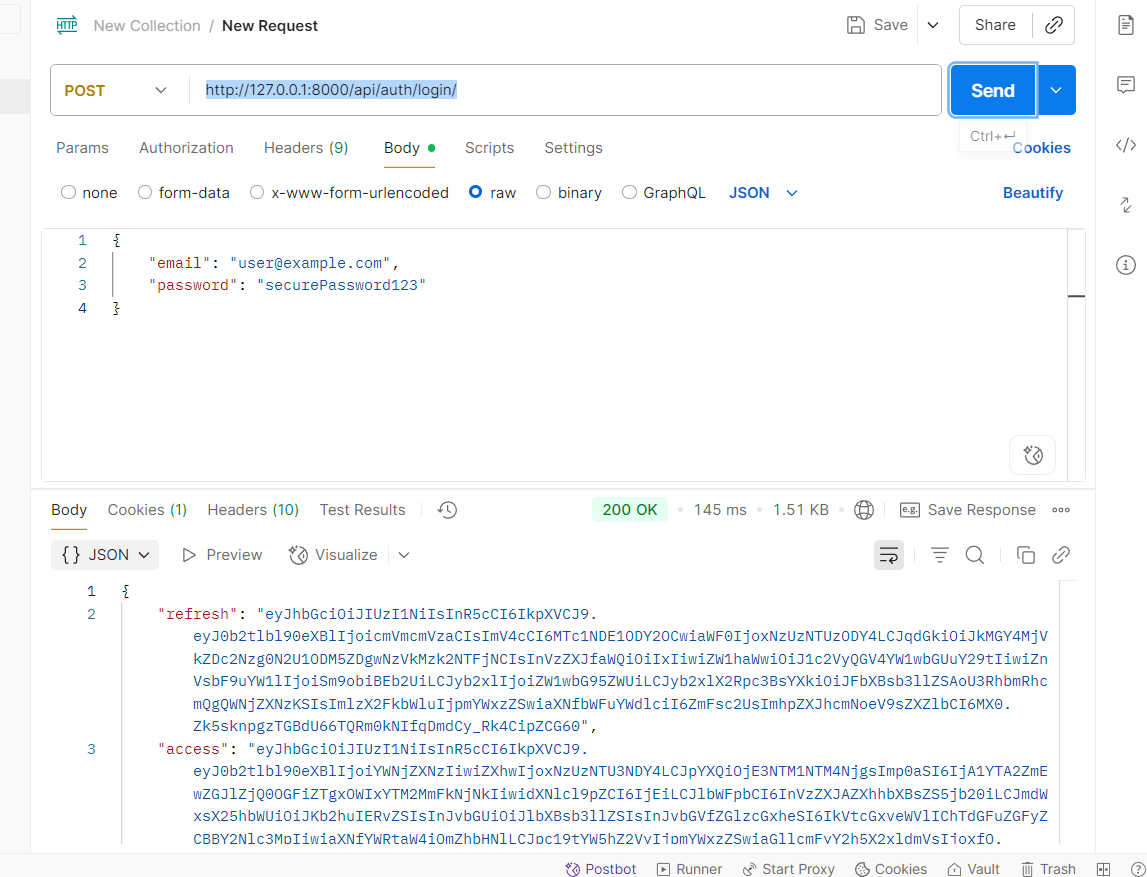 HTTP New Collection / New Request Save Share
POST http://127.0.0.1:8000/api/auth/login/ Send
Ctrl+↵
Params Authorization Headers (9) Body Scripts Settings Cookies
none form-data x-www-form-urlencoded raw binary GraphQL JSON Beautify
1 {
2 "email": "user@example.com",
3 "password": "securePassword123"
4 }
Body Cookies (1) Headers (10) Test Results 200 OK • 145 ms • 1.51 KB e.g. Save Response
{} JSON Preview Visualize
1 {
2 "refresh": "eyJhbGciOiJIUzI1NiIsInR5cCI6IkpXVCJ9.
eyJ0b2tlbl90eXBlIjoicmVmcmVzaCIsImV4cCI6MTc1NDE1ODY2OCwiaWF0IjoxNzUzNTUzODY4LCJqdGkiOiJkMGY4MjV
kZDc2Nzg0N2U1ODM5ZDgwNzVkMzk2NTFjNCIsInVzZXJfaWQiOiIxIiwiZW1haWwiOiJ1c2VyQGV4YW1wbGUuY29tIiwiZn
VsbF9uYW1lIjoiSm9obiBEb2UiLCJyb2xlIjoiZW1wbG95ZWUiLCJyb2xlX2Rpc3BsYXkiOiJFbXBsb3llZSAoU3RhbmRhc
mQgQWNjZXNzKSIsImlzX2FkbWluIjpmYWxzZSwiaXNfbWFuYWdlciI6ZmFsc2UsImhpZXJhcmNoeV9sZXZlbCI6MX0.
Zk5sknpgzTGBdU66TQRm0kNIfqDmdCy_Rk4CipZCG60",
3 "access": "eyJhbGciOiJIUzI1NiIsInR5cCI6IkpXVCJ9.
eyJ0b2tlbl90eXBlIjoiYWNjZXNzIiwiZXhwIjoxNzUzNTU3NDY4LCJpYXQiOjE3NTM1NTM4NjgsImp0aSI6IjA1YTA2ZmE
wZGJlZjQ0OGFiZTgxOWIxYTM2MmFkNjNkIiwidXNlcl9pZCI6IjEiLCJlbWFpbCI6InVzZXJAZXhhbXBsZS5jb20iLCJmdW
xsX25hbWUiOiJKb2huIERvZSIsInJvbGUiOiJlbXBsb3llZSIsInJvbGVfZGlzcGxheSI6IkVtcGxveWVlIChTdGFuZGFyZ
CBBY2Nlc3MpIiwiaXNfYWRtaW4iOmZhbHNlLCJpc19tYW5hZ2VyIjpmYWxzZSwiaGllcmFyY2h5X2xldmVsIjoxfQ.
Postbot Runner Start Proxy Cookies Vault Trash